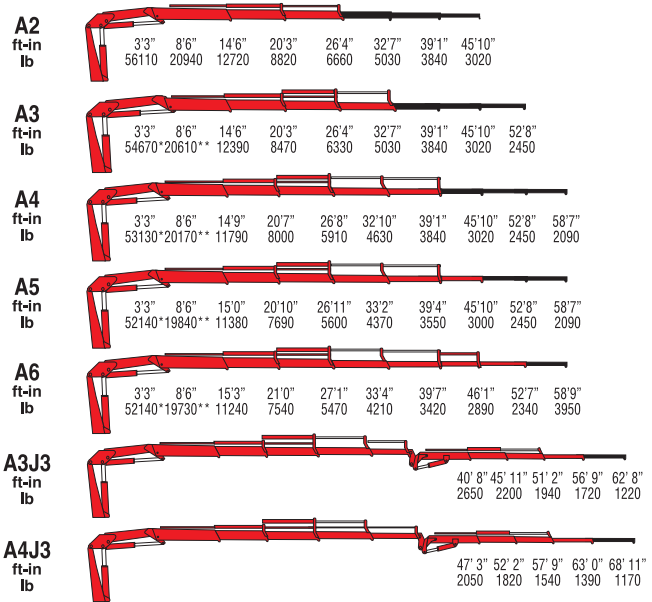 A2
ft-in 3'3” 8'6” 14'6” 20'3” 26'4” 32'7” 39'1” 45'10”
lb 56110 20940 12720 8820 6660 5030 3840 3020
A3
ft-in 3'3” 8'6” 14'6” 20'3” 26'4” 32'7” 39'1” 45'10” 52'8”
lb 54670*20610** 12390 8470 6330 5030 3840 3020 2450
A4
ft-in 3'3” 8'6” 14'9” 20'7” 26'8” 32'10” 39'1” 45'10” 52'8” 58'7”
lb 53130*20170** 11790 8000 5910 4630 3840 3020 2450 2090
A5
ft-in 3'3” 8'6” 15'0” 20'10” 26'11” 33'2” 39'4” 45'10” 52'8” 58'7”
lb 52140*19840** 11380 7690 5600 4370 3550 3000 2450 2090
A6
ft-in 3'3” 8'6” 15'3” 21'0” 27'1” 33'4” 39'7” 46'1” 52'7” 58'9”
lb 52140*19730** 11240 7540 5470 4210 3420 2890 2340 3950
A3J3
ft-in 40' 8” 45' 11” 51' 2” 56' 9” 62' 8”
lb 2650 2200 1940 1720 1220
A4J3
ft-in 47' 3” 52' 2” 57' 9” 63' 0” 68' 11”
lb 2050 1820 1540 1390 1170